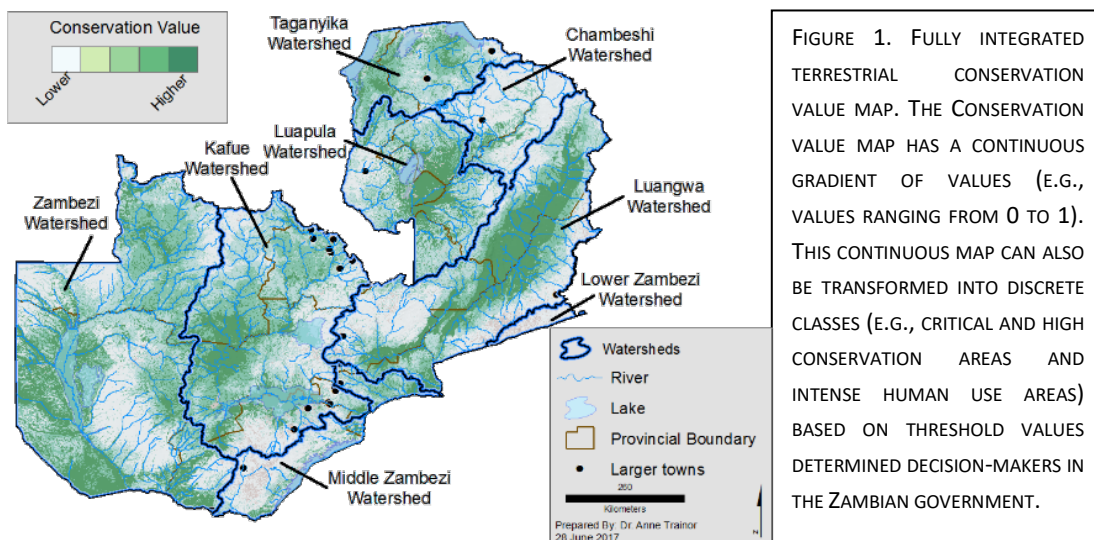 Conservation Value
Lower
Higher
Taganyika
Watershed
Chambeshi
Watershed
Luapula
Watershed
Kafue
Watershed
Zambezi
Watershed
Luangwa
Watershed
Lower Zambezi
Watershed
Middle Zambezi
Watershed
Watersheds
River
Lake
Provincial Boundary
Larger towns
260
Kilometers
Prepared By: Dr. Anne Trainor
28 June 2017
N
FIGURE 1. FULLY INTEGRATED
TERRESTRIAL CONSERVATION
VALUE MAP. THE CONSERVATION
VALUE MAP HAS A CONTINUOUS
GRADIENT OF VALUES (E.G.,
VALUES RANGING FROM 0 TO 1).
THIS CONTINUOUS MAP CAN ALSO
BE TRANSFORMED INTO DISCRETE
CLASSES (E.G., CRITICAL AND HIGH
CONSERVATION AREAS AND
INTENSE HUMAN USE AREAS)
BASED ON THRESHOLD VALUES
DETERMINED DECISION-MAKERS IN
THE ZAMBIAN GOVERNMENT.